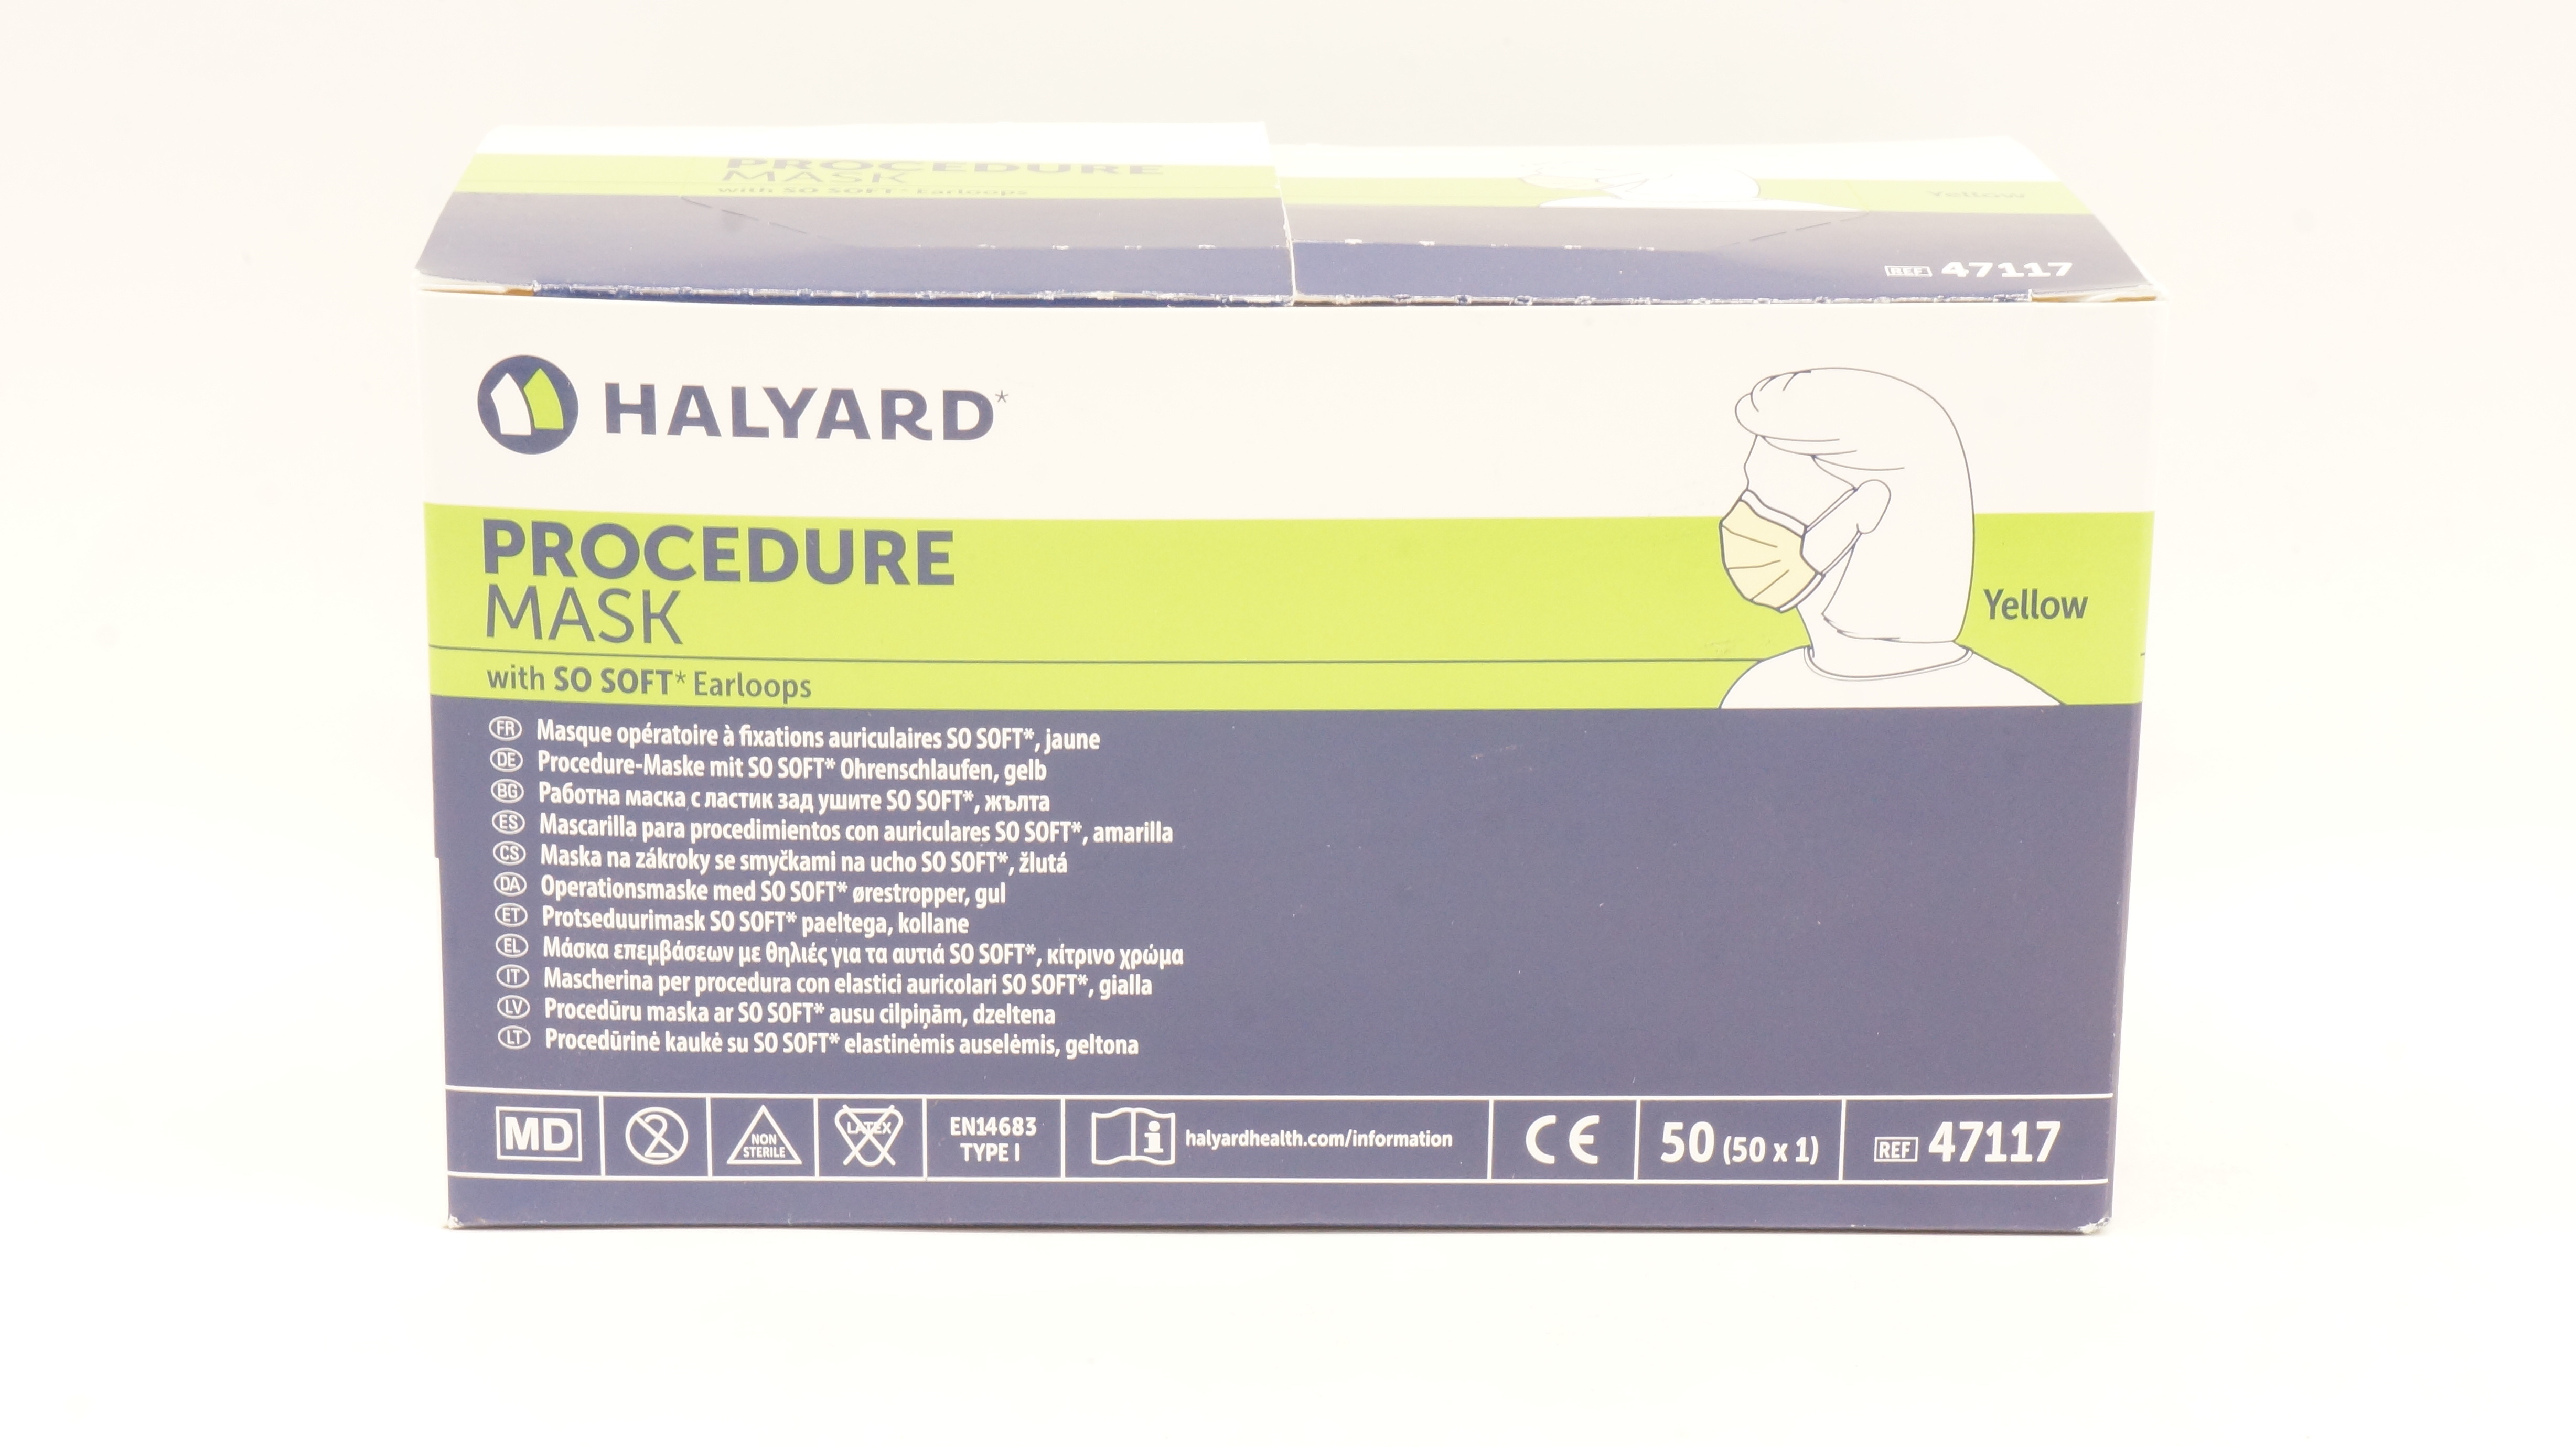 PROCEDURE
MASK
with SO SOFT* Earloops
Yellow
REF 47117
HALYARD*
PROCEDURE
MASK
Yellow
with SO SOFT* Earloops
FR Masque opératoire à fixations auriculaires SO SOFT*, jaune
DE Procedure-Maske mit SO SOFT* Ohrenschlaufen, gelb
BG Работна маска с ластик зад ушите SO SOFT*, жълта
ES Mascarilla para procedimientos con auriculares SO SOFT*, amarilla
CS Maska na zákroky se smyčkami na ucho SO SOFT*, žlutá
DA Operationsmaske med SO SOFT* ørestropper, gul
ET Protseduurimask SO SOFT* paeltega, kollane
EL Μάσκα επεμβάσεων με θηλιές για τα αυτιά SO SOFT*, κίτρινο χρώμα
IT Mascherina per procedura con elastici auricolari SO SOFT*, gialla
LV Procedūru maska ar SO SOFT* ausu cilpiņām, dzeltena
LT Procedūrinė kaukė su SO SOFT* elastinėmis auselėmis, geltona
MD
2
NON
STERILE
LATEX
EN14683
TYPE I
i
halyardhealth.com/information
CE
50 (50 x 1)
REF 47117